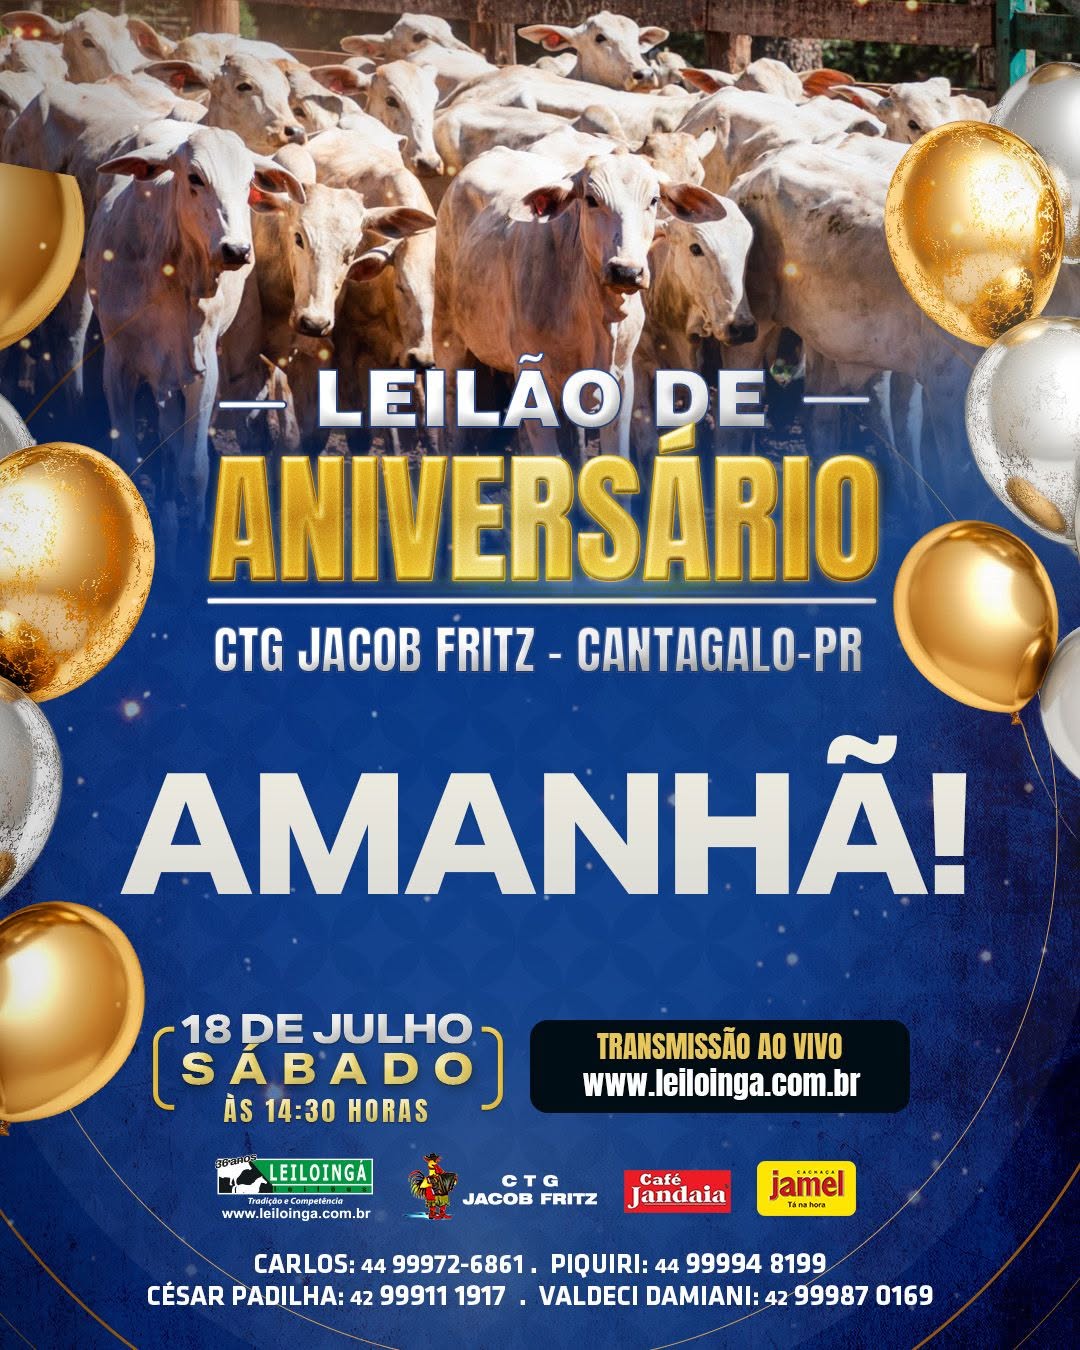 LEILÃO DE
ANIVERSÁRIO
CTG JACOB FRITZ - CANTAGALO-PR
AMANHÃ!
18 DE JULHO
SÁBADO
ÀS 14:30 HORAS
TRANSMISSÃO AO VIVO
www.leiloinga.com.br
36 anos
LEILOINGÁ
Tradição e Competência
www.leiloinga.com.br
CTG
JACOB FRITZ
Café
Jandaia
CACHAÇA
jamel
Tá na hora
CARLOS: 44 99972-6861 . PIQUIRI: 44 99994 8199
CÉSAR PADILHA: 42 99911 1917 . VALDECI DAMIANI: 42 99987 0169